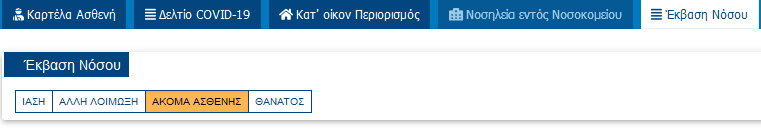 Καρτέλα Ασθενή Δελτίο COVID-19 Κατ' οίκον Περιορισμός Νοσηλεία εντός Νοσοκομείου Έκβαση Νόσου
Έκβαση Νόσου
ΙΑΣΗ ΑΛΛΗ ΛΟΙΜΩΞΗ ΑΚΟΜΑ ΑΣΘΕΝΗΣ ΘΑΝΑΤΟΣ